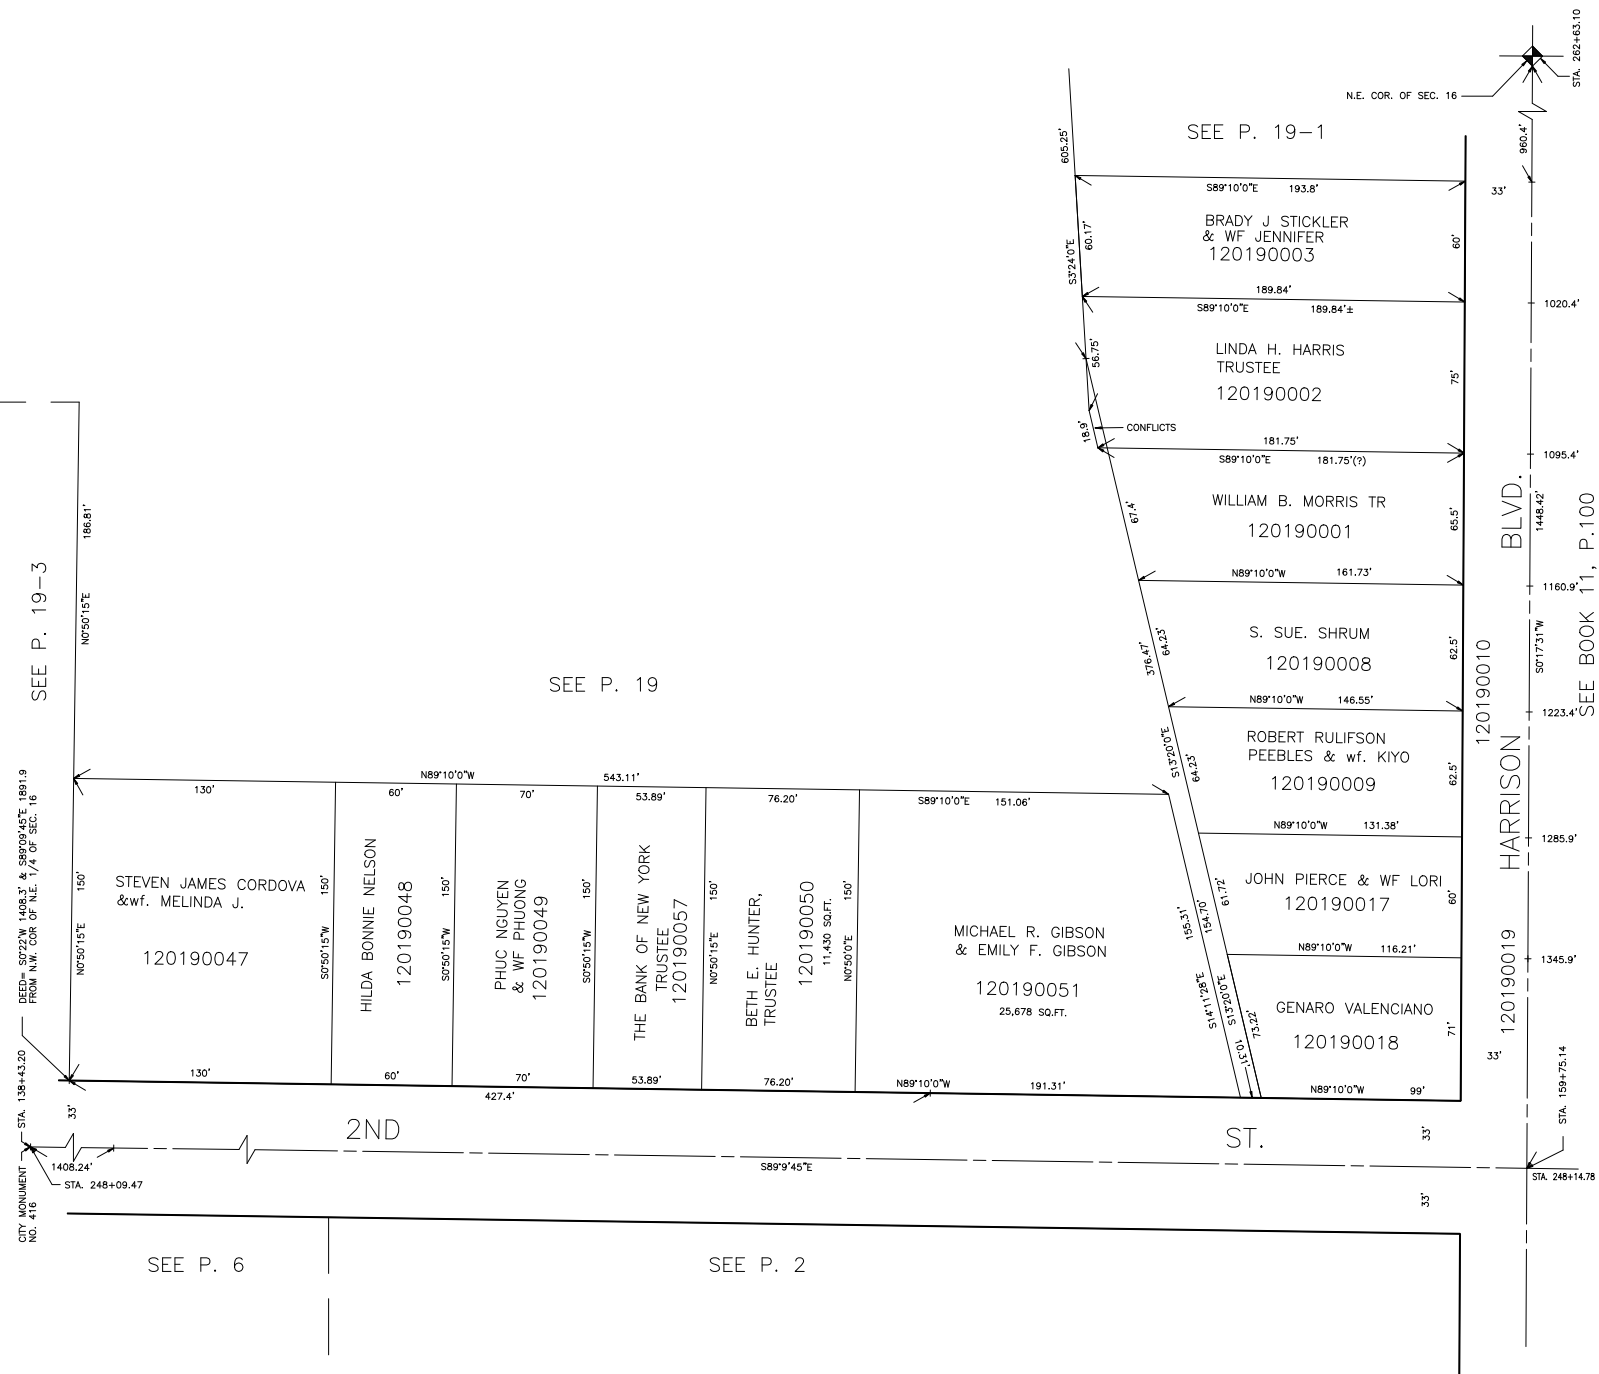 STA. 262+63.10
N.E. COR. OF SEC. 16
960.4'
SEE P. 19-1
605.25'
S89°10'0"E 193.8'
33'
BRADY J STICKLER
& WF JENNIFER
120190003
60.17'
S3°24'0"E
60'
189.84'
S89°10'0"E 189.84'±
1020.4'
LINDA H. HARRIS
TRUSTEE
120190002
56.75'
75'
18.9'
CONFLICTS
181.75'
S89°10'0"E 181.75'(?)
1095.4'
WILLIAM B. MORRIS TR
120190001
67.4'
65.5'
1448.42'
S0°17'31"W
N89°10'0"W 161.73'
1160.9'
S. SUE. SHRUM
120190008
376.47'
64.23'
62.5'
N89°10'0"W 146.55'
1223.4'
ROBERT RULIFSON
PEEBLES & wf. KIYO
120190009
S13°20'0"E
64.23'
62.5'
N89°10'0"W 131.38'
1285.9'
JOHN PIERCE & WF LORI
120190017
61.72'
60'
N89°10'0"W 116.21'
1345.9'
GENARO VALENCIANO
120190018
73.22'
71'
N89°10'0"W 99'
HARRISON BLVD.
120190010
120190019
SEE BOOK 11, P.100
33'
STA. 159+75.14
STA. 248+14.78
186.81'
N0°50'15"E
SEE P. 19-3
SEE P. 19
N89°10'0"W 543.11'
130'
60'
70'
53.89'
76.20'
S89°10'0"E 151.06'
STEVEN JAMES CORDOVA
&wf. MELINDA J.
120190047
N0°50'15"E 150'
S0°50'15"W 150'
HILDA BONNIE NELSON
120190048
S0°50'15"W 150'
PHUC NGUYEN
& WF PHUONG
120190049
S0°50'15"W 150'
THE BANK OF NEW YORK
TRUSTEE
120190057
N0°50'15"E 150'
BETH E. HUNTER,
TRUSTEE
120190050
11,430 SQ.FT.
N0°50'0"E 150'
MICHAEL R. GIBSON
& EMILY F. GIBSON
120190051
25,678 SQ.FT.
155.31'
154.70'
S14°11'28"E
S13°20'0"E
13.01'
130'
60'
70'
53.89'
76.20'
N89°10'0"W 191.31'
427.4'
DEED= S0°22'W 1408.3' & S89°09'45"E 1891.9
FROM N.W. COR OF N.E. 1/4 OF SEC. 16
STA. 138+43.20
33'
2ND ST.
33'
1408.24'
S89°9'45"E
STA. 248+09.47
CITY MONUMENT
NO. 416
33'
SEE P. 6
SEE P. 2